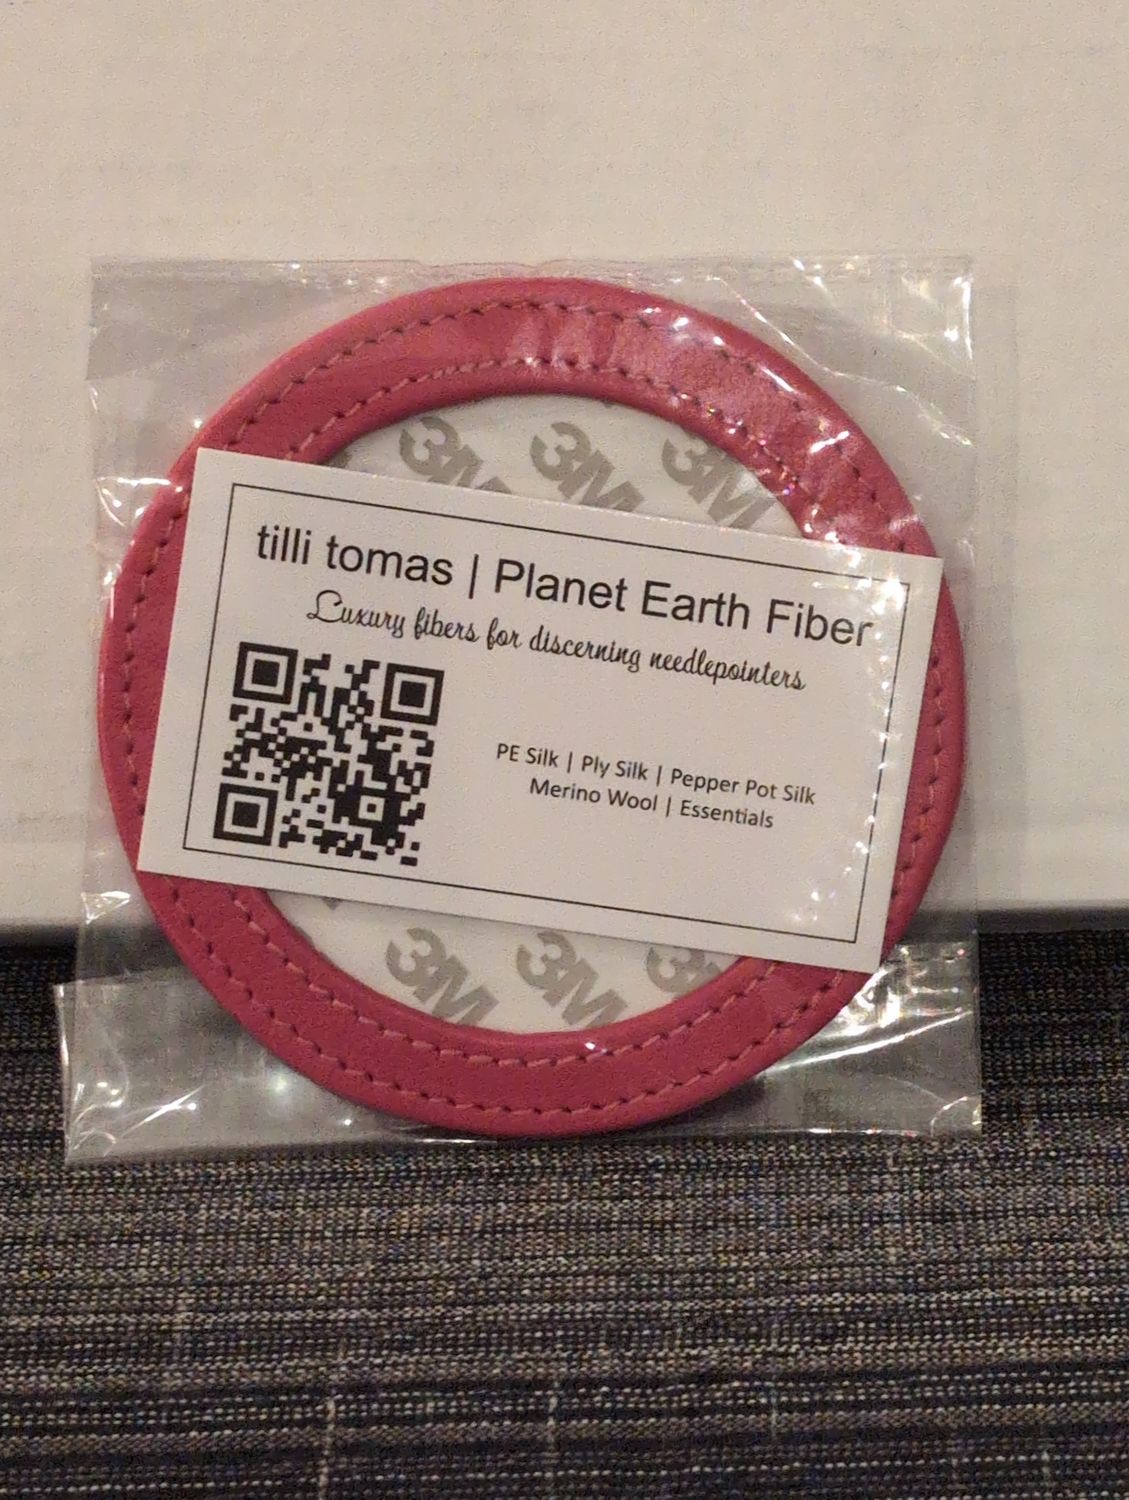 3M 3M 3M
tilli tomas | Planet Earth Fiber
Luxury fibers for discerning needlepointers
PE Silk | Ply Silk | Pepper Pot Silk
Merino Wool | Essentials
3M 3M 3M